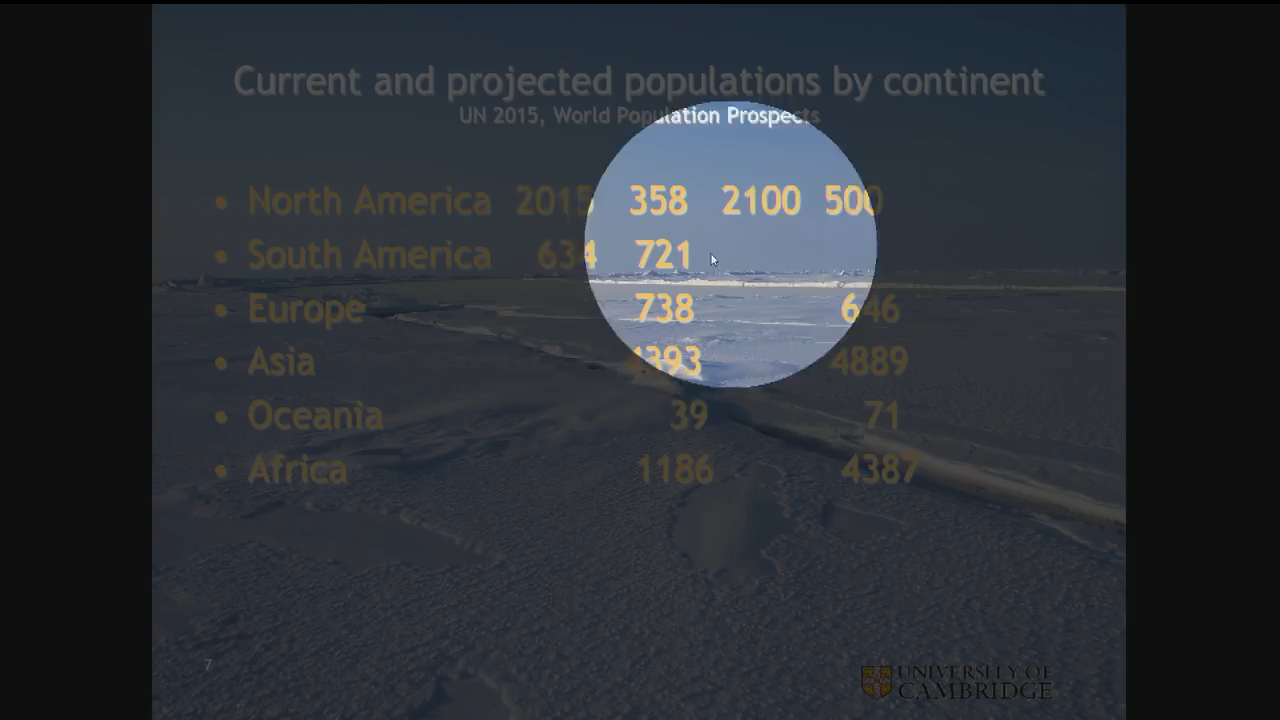 Current and projected populations by continent
UN 2015, World Population Prospects
• North America 2015 358 2100 500
• South America 634 721
• Europe 738 646
• Asia 4393 4889
• Oceania 39 71
• Africa 1186 4387
7
UNIVERSITY OF
CAMBRIDGE